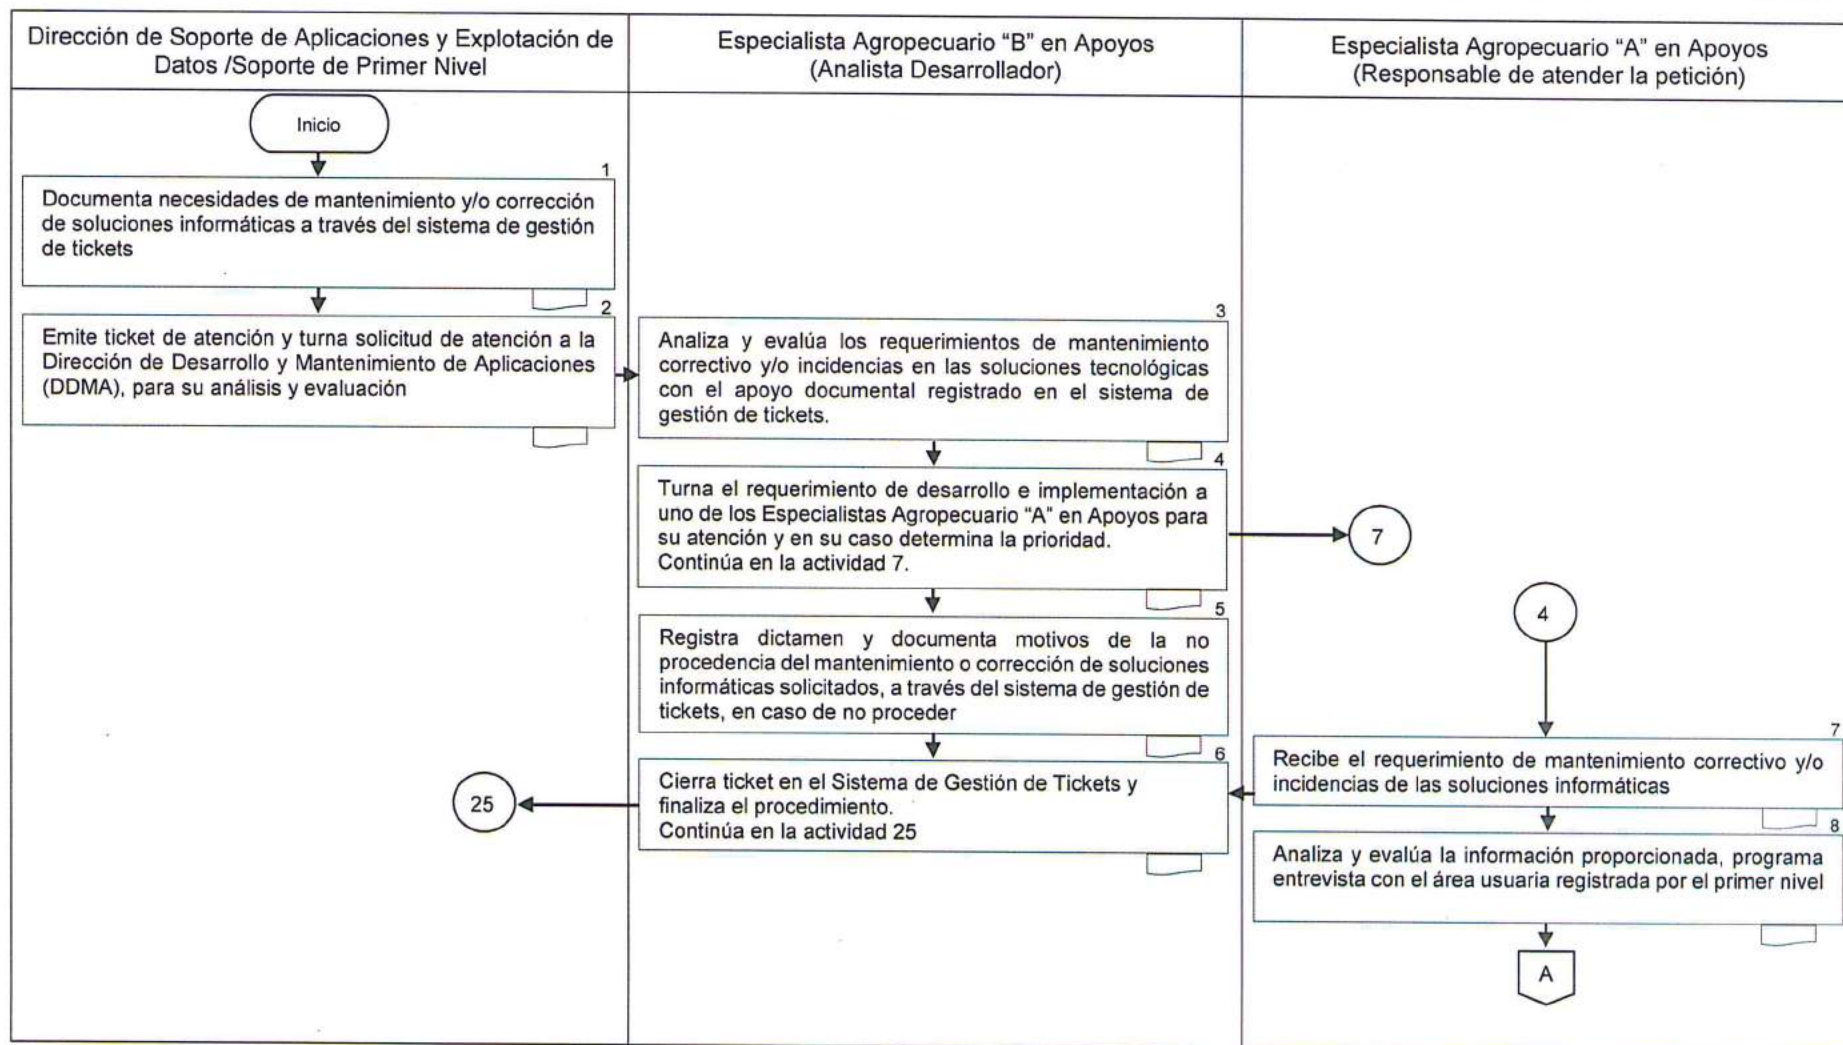 Dirección de Soporte de Aplicaciones y Explotación de
Datos /Soporte de Primer Nivel
Especialista Agropecuario “B” en Apoyos
(Analista Desarrollador)
Especialista Agropecuario “A” en Apoyos
(Responsable de atender la petición)
Inicio
1
Documenta necesidades de mantenimiento y/o corrección
de soluciones informáticas a través del sistema de gestión
de tickets
2
Emite ticket de atención y turna solicitud de atención a la
Dirección de Desarrollo y Mantenimiento de Aplicaciones
(DDMA), para su análisis y evaluación
3
Analiza y evalúa los requerimientos de mantenimiento
correctivo y/o incidencias en las soluciones tecnológicas
con el apoyo documental registrado en el sistema de
gestión de tickets.
4
Turna el requerimiento de desarrollo e implementación a
uno de los Especialistas Agropecuario “A” en Apoyos para
su atención y en su caso determina la prioridad.
Continúa en la actividad 7.
7
5
Registra dictamen y documenta motivos de la no
procedencia del mantenimiento o corrección de soluciones
informáticas solicitados, a través del sistema de gestión de
tickets, en caso de no proceder
6
Cierra ticket en el Sistema de Gestión de Tickets y
finaliza el procedimiento.
Continúa en la actividad 25
25
4
7
Recibe el requerimiento de mantenimiento correctivo y/o
incidencias de las soluciones informáticas
8
Analiza y evalúa la información proporcionada, programa
entrevista con el área usuaria registrada por el primer nivel
A